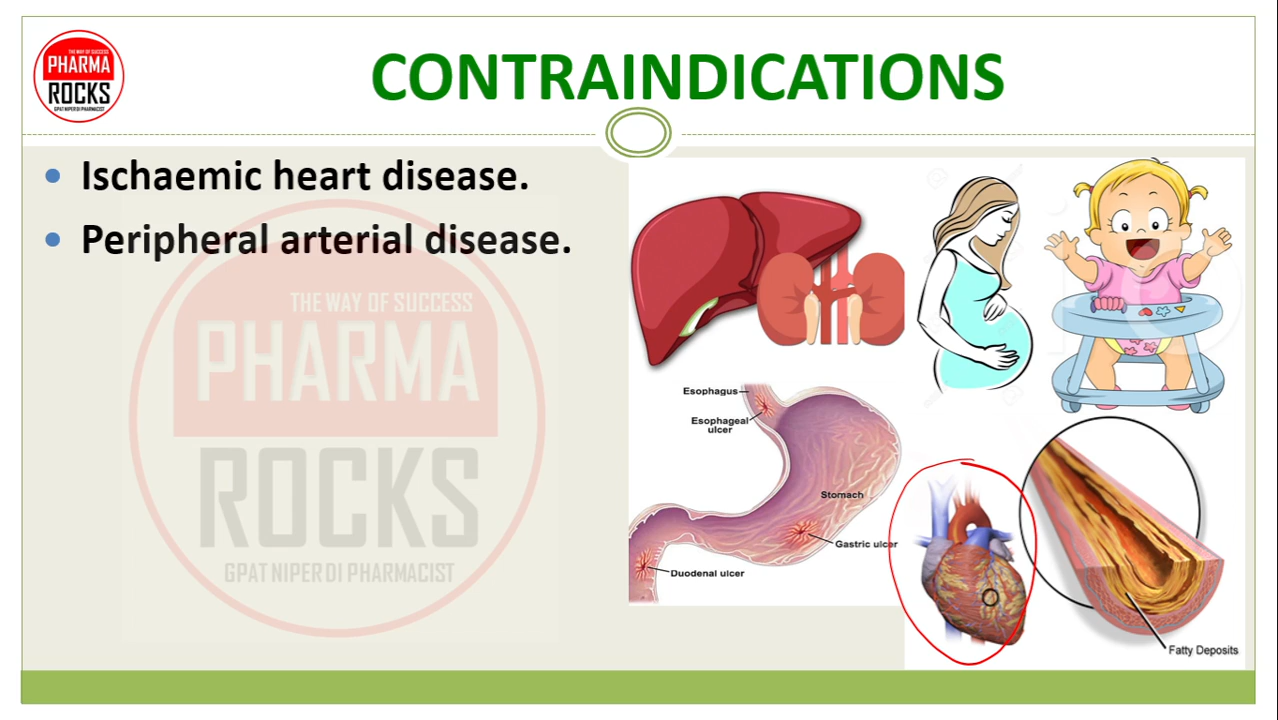 THE WAY OF SUCCESS
PHARMA
ROCKS
GPAT NIPER DI PHARMACIST
CONTRAINDICATIONS
• Ischaemic heart disease.
• Peripheral arterial disease.
THE WAY OF SUCCESS
PHARMA
ROCKS
GPAT NIPER DI PHARMACIST
Esophagus
Esophageal
ulcer
Stomach
Gastric ulcer
Duodenal ulcer
Fatty Deposits